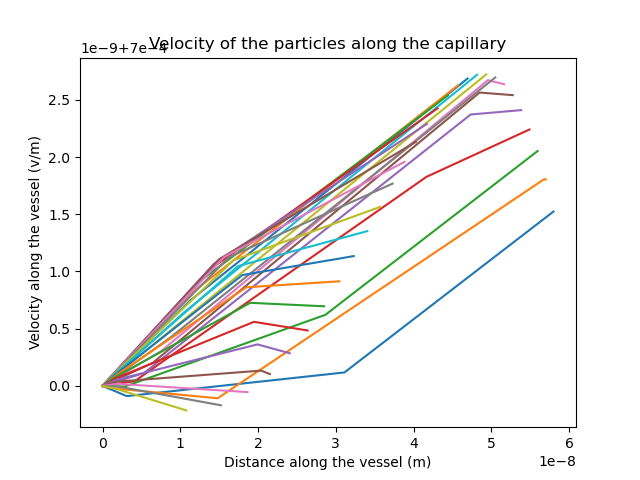 Velocity of the particles along the capillary
1e−9+7e−4
2.5
2.0
1.5
1.0
0.5
0.0
Velocity along the vessel (v/m)
0 1 2 3 4 5 6
Distance along the vessel (m)
1e−8